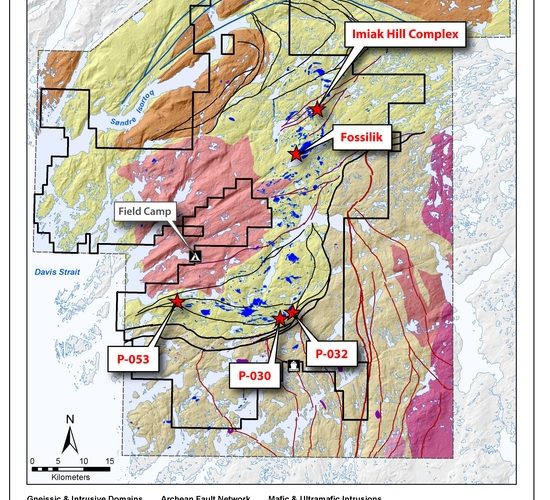 Imiak Hill Complex
Søndre Isortoq
Fossilik
Field Camp
Davis Strait
P-053
P-032
P-030
N
0 5 10 15
Kilometers
Gneissic & Intrusive Domains Archean Fault Network Mafic & Ultramafic Intrusions